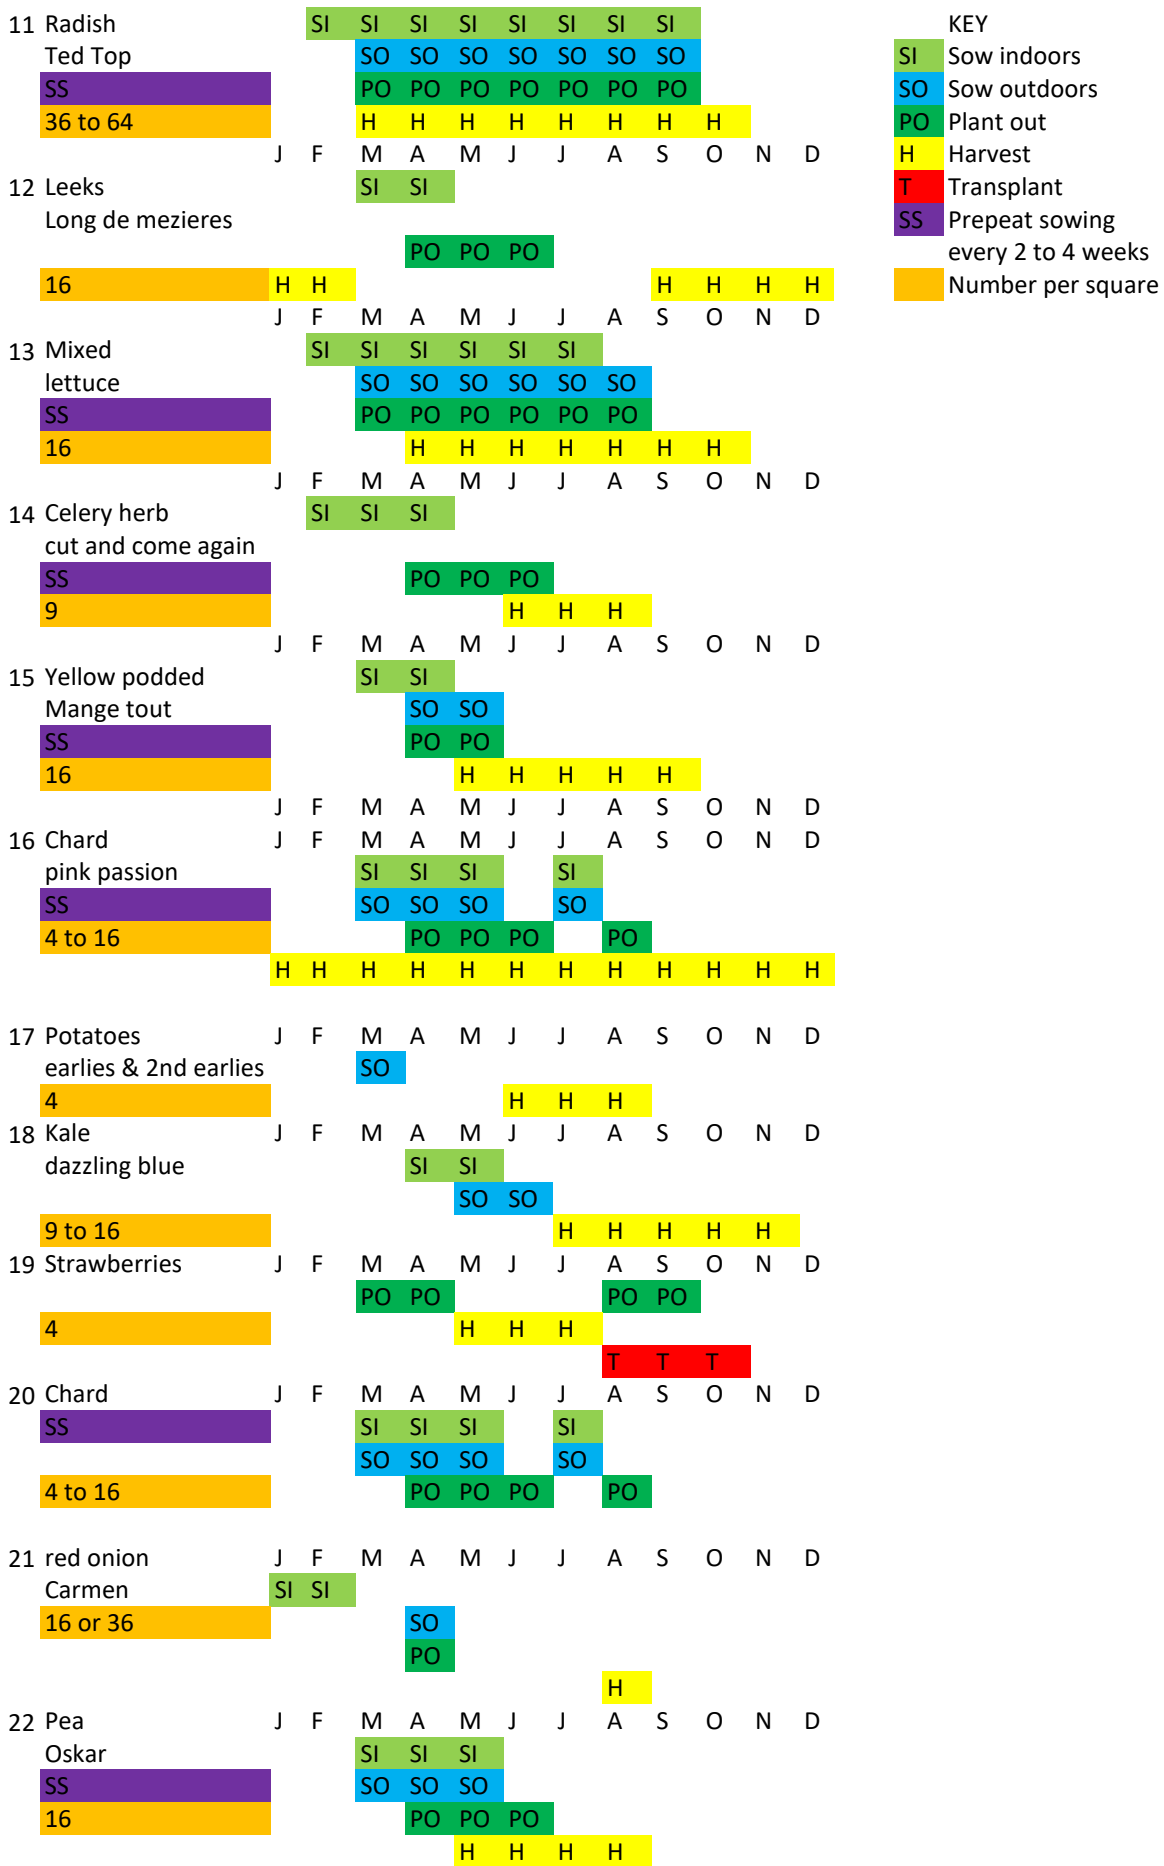 11 Radish SI SI SI SI SI SI SI SI KEY
Ted Top SO SO SO SO SO SO SO SI Sow indoors
SS PO PO PO PO PO PO PO SO Sow outdoors
36 to 64 H H H H H H H H PO Plant out
J F M A M J J A S O N D H Harvest
12 Leeks SI SI T Transplant
Long de mezieres SS Prepeat sowing
PO PO PO every 2 to 4 weeks
16 H H H H H H Number per square
J F M A M J J A S O N D
13 Mixed SI SI SI SI SI SI
lettuce SO SO SO SO SO SO
SS PO PO PO PO PO PO
16 H H H H H H H
J F M A M J J A S O N D
14 Celery herb SI SI SI
cut and come again
SS PO PO PO
9 H H H
J F M A M J J A S O N D
15 Yellow podded SI SI
Mange tout SO SO
SS PO PO
16 H H H H H
J F M A M J J A S O N D
16 Chard J F M A M J J A S O N D
pink passion SI SI SI SI
SS SO SO SO SO
4 to 16 PO PO PO PO
H H H H H H H H H H H H
17 Potatoes J F M A M J J A S O N D
earlies & 2nd earlies SO
4 H H H
18 Kale J F M A M J J A S O N D
dazzling blue SI SI
SO SO
9 to 16 H H H H H
19 Strawberries J F M A M J J A S O N D
PO PO PO PO
4 H H H
T T T
20 Chard J F M A M J J A S O N D
SS SI SI SI SI
SO SO SO SO
4 to 16 PO PO PO PO
21 red onion J F M A M J J A S O N D
Carmen SI SI
16 or 36 SO
PO
H
22 Pea J F M A M J J A S O N D
Oskar SI SI SI
SS SO SO SO
16 PO PO PO
H H H H